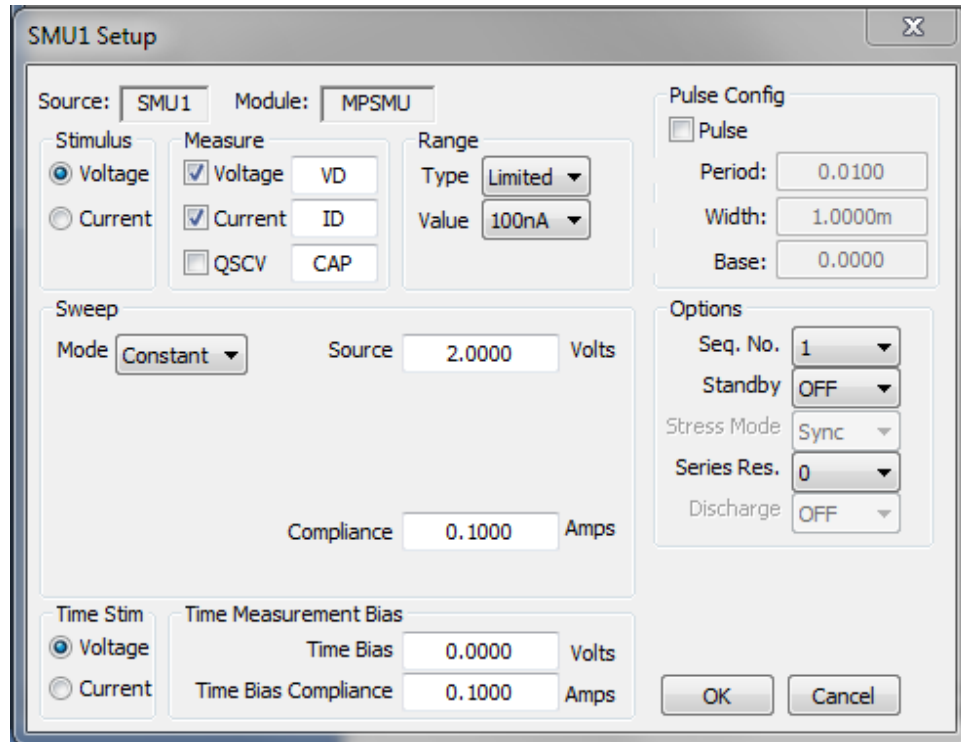 SMU1 Setup
Source: SMU1 Module: MPSMU
Stimulus
Voltage
Current
Measure
Voltage VD
Current ID
QSCV CAP
Range
Type Limited
Value 100nA
Pulse Config
Pulse
Period: 0.0100
Width: 1.0000m
Base: 0.0000
Sweep
Mode Constant Source 2.0000 Volts
Compliance 0.1000 Amps
Options
Seq. No. 1
Standby OFF
Stress Mode Sync
Series Res. 0
Discharge OFF
Time Stim
Voltage
Current
Time Measurement Bias
Time Bias 0.0000 Volts
Time Bias Compliance 0.1000 Amps
OK Cancel